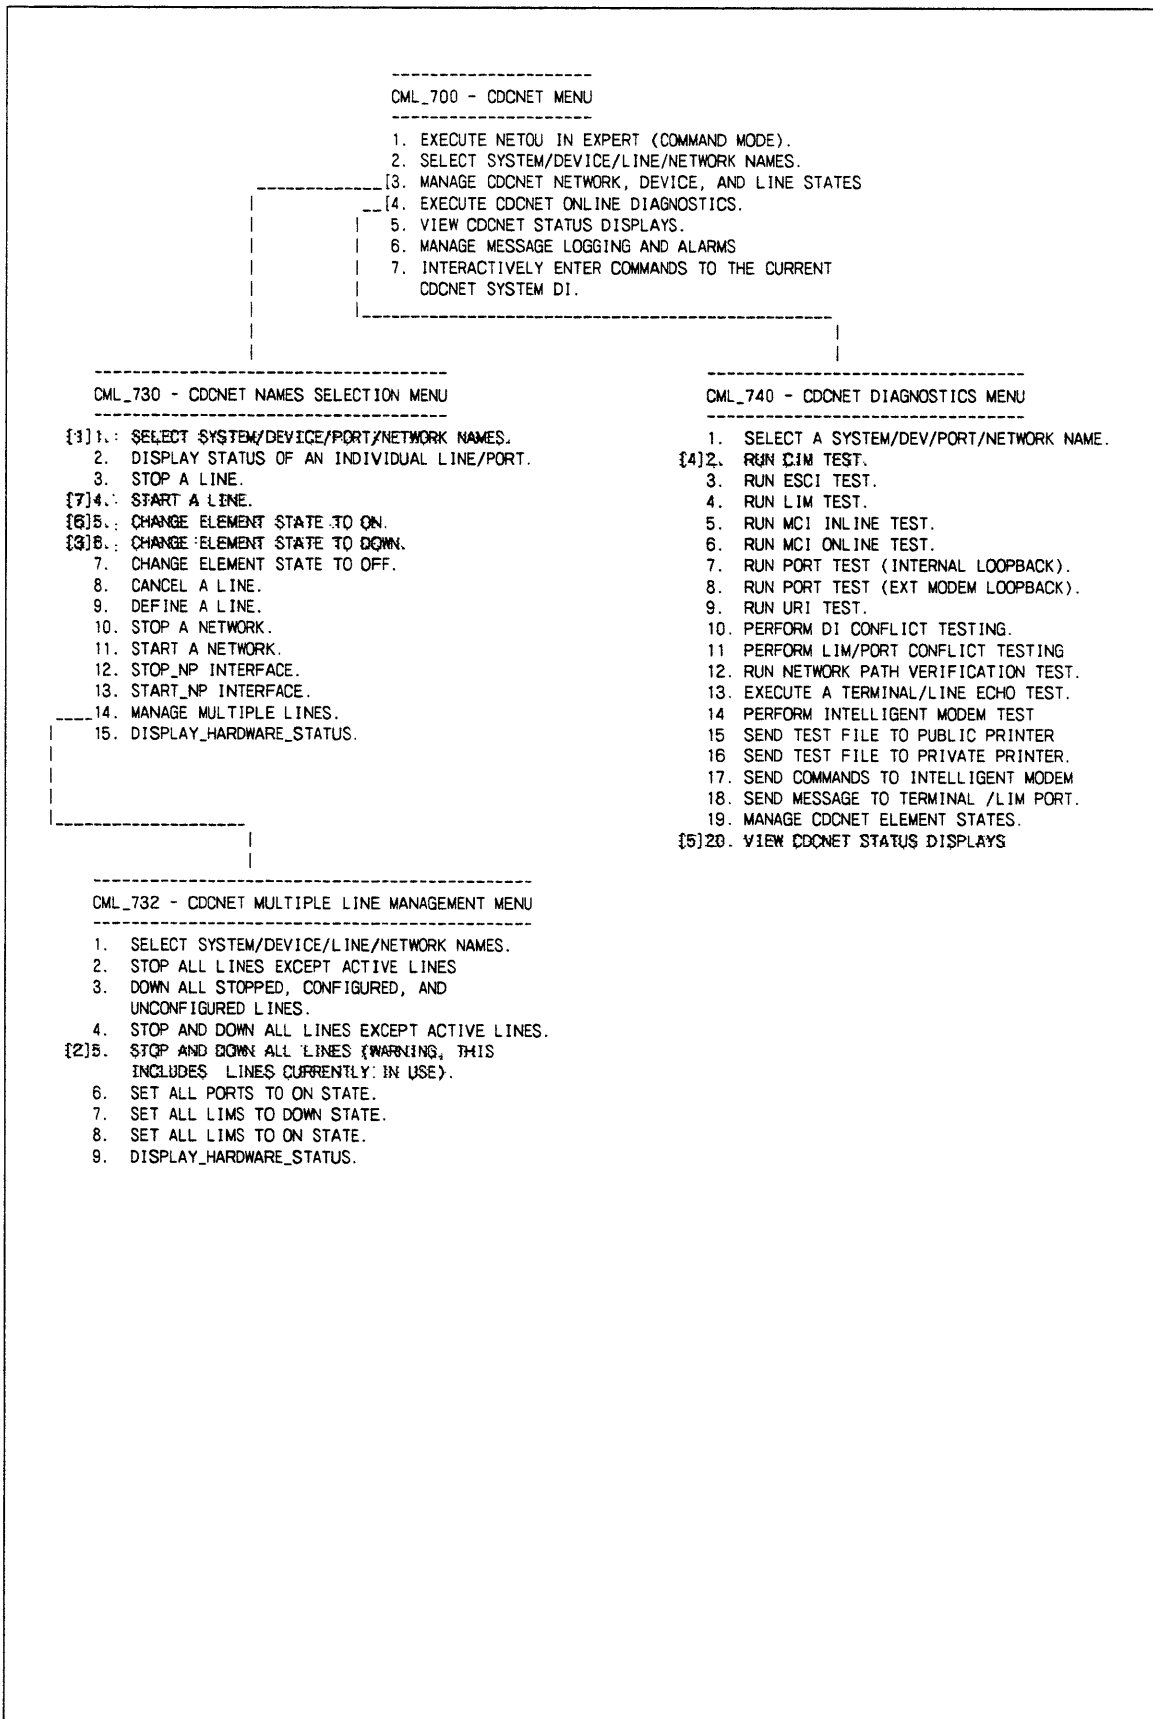 CML_700 - CDCNET MENU
1. EXECUTE NETOU IN EXPERT (COMMAND MODE).
2. SELECT SYSTEM/DEVICE/LINE/NETWORK NAMES.
[3. MANAGE CDCNET NETWORK, DEVICE, AND LINE STATES
[4. EXECUTE CDCNET ONLINE DIAGNOSTICS.
5. VIEW CDCNET STATUS DISPLAYS.
6. MANAGE MESSAGE LOGGING AND ALARMS
7. INTERACTIVELY ENTER COMMANDS TO THE CURRENT
CDCNET SYSTEM DI.
CML_730 - CDCNET NAMES SELECTION MENU
[1]1. SELECT SYSTEM/DEVICE/PORT/NETWORK NAMES.
2. DISPLAY STATUS OF AN INDIVIDUAL LINE/PORT.
3. STOP A LINE.
[7]4. START A LINE.
[6]5. CHANGE ELEMENT STATE TO ON.
[3]6. CHANGE ELEMENT STATE TO DOWN.
7. CHANGE ELEMENT STATE TO OFF.
8. CANCEL A LINE.
9. DEFINE A LINE.
10. STOP A NETWORK.
11. START A NETWORK.
12. STOP_NP INTERFACE.
13. START_NP INTERFACE.
14. MANAGE MULTIPLE LINES.
15. DISPLAY_HARDWARE_STATUS.
CML_740 - CDCNET DIAGNOSTICS MENU
1. SELECT A SYSTEM/DEV/PORT/NETWORK NAME.
[4]2. RUN CIM TEST.
3. RUN ESCI TEST.
4. RUN LIM TEST.
5. RUN MCI INLINE TEST.
6. RUN MCI ONLINE TEST.
7. RUN PORT TEST (INTERNAL LOOPBACK).
8. RUN PORT TEST (EXT MODEM LOOPBACK).
9. RUN URI TEST.
10. PERFORM DI CONFLICT TESTING.
11 PERFORM LIM/PORT CONFLICT TESTING
12. RUN NETWORK PATH VERIFICATION TEST.
13. EXECUTE A TERMINAL/LINE ECHO TEST.
14 PERFORM INTELLIGENT MODEM TEST
15 SEND TEST FILE TO PUBLIC PRINTER
16 SEND TEST FILE TO PRIVATE PRINTER.
17. SEND COMMANDS TO INTELLIGENT MODEM
18. SEND MESSAGE TO TERMINAL /LIM PORT.
19. MANAGE CDCNET ELEMENT STATES.
[5]20. VIEW CDCNET STATUS DISPLAYS
CML_732 - CDCNET MULTIPLE LINE MANAGEMENT MENU
1. SELECT SYSTEM/DEVICE/LINE/NETWORK NAMES.
2. STOP ALL LINES EXCEPT ACTIVE LINES
3. DOWN ALL STOPPED, CONFIGURED, AND
UNCONFIGURED LINES.
4. STOP AND DOWN ALL LINES EXCEPT ACTIVE LINES.
[2]5. STOP AND DOWN ALL LINES (WARNING, THIS
INCLUDES LINES CURRENTLY IN USE).
6. SET ALL PORTS TO ON STATE.
7. SET ALL LIMS TO DOWN STATE.
8. SET ALL LIMS TO ON STATE.
9. DISPLAY_HARDWARE_STATUS.